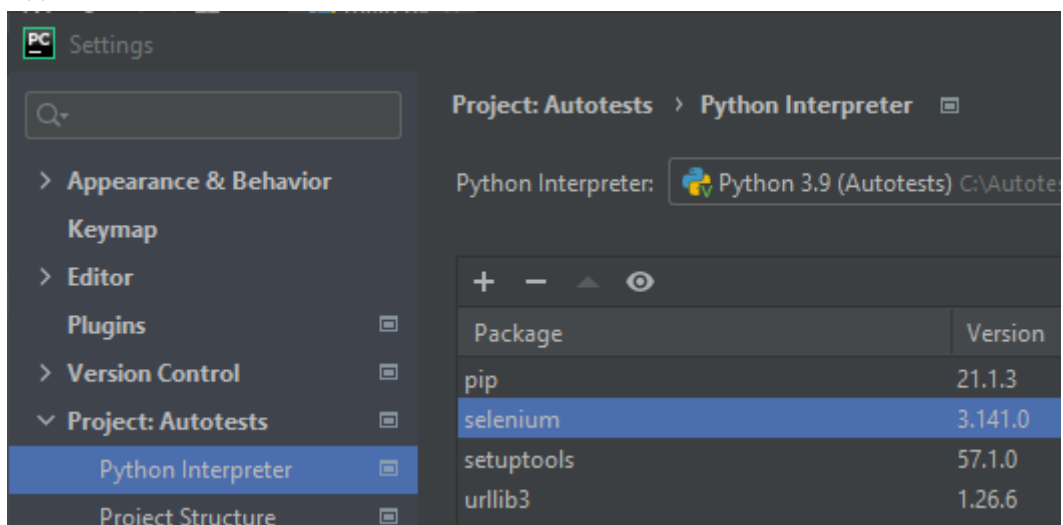 PC Settings
Project: Autotests > Python Interpreter
Python Interpreter: Python 3.9 (Autotests) C:\Autotes
Appearance & Behavior
Keymap
Editor
Plugins
Version Control
Project: Autotests
Python Interpreter
Project Structure
Package Version
pip 21.1.3
selenium 3.141.0
setuptools 57.1.0
urllib3 1.26.6